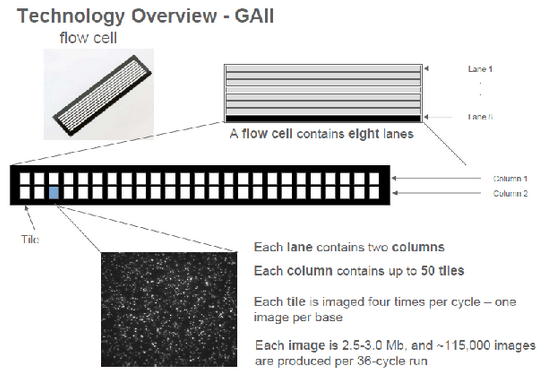 Technology Overview - GAII
flow cell
Lane 1
Lane 8
A flow cell contains eight lanes
Column 1
Column 2
Tile
Each lane contains two columns
Each column contains up to 50 tiles
Each tile is imaged four times per cycle – one
image per base
Each image is 2.5-3.0 Mb, and ~115,000 images
are produced per 36-cycle run